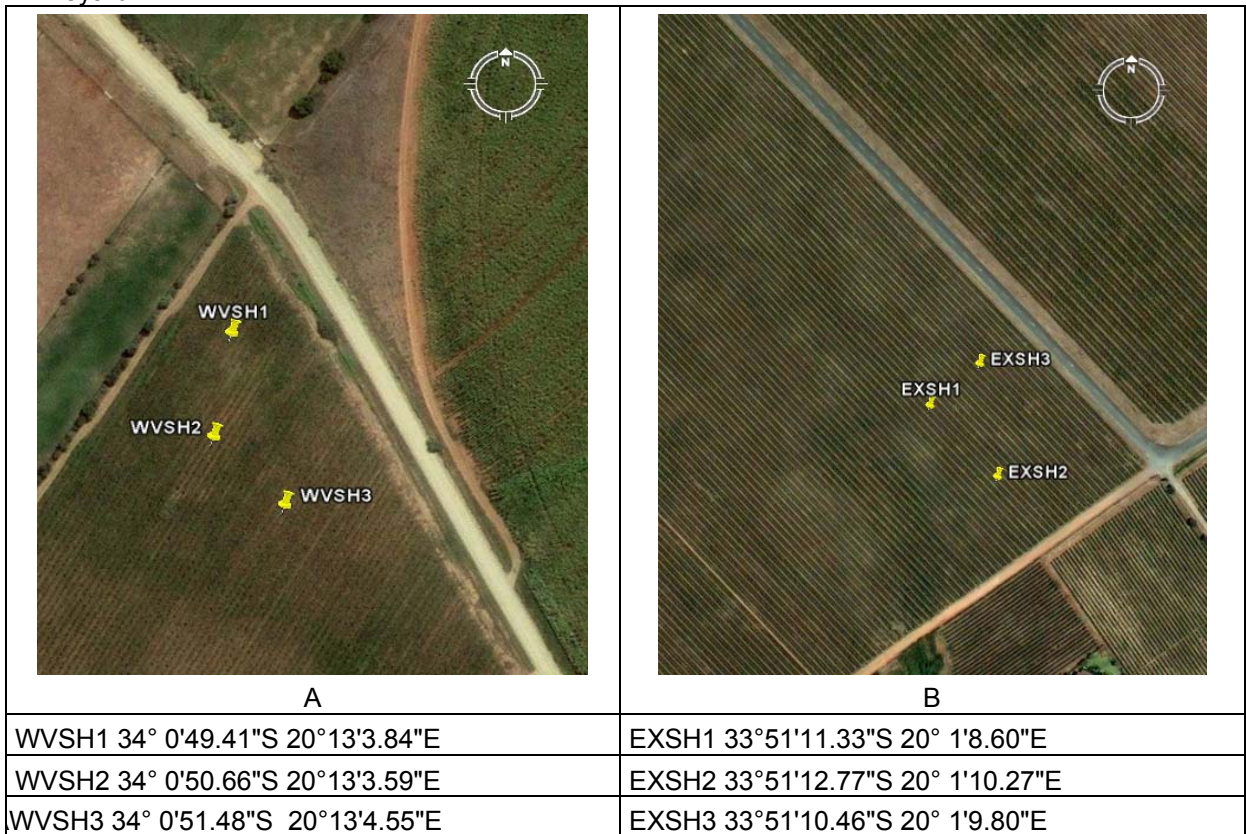 N
WVSH1
WVSH2
WVSH3
N
EXSH3
EXSH1
EXSH2
A
B
WVSH1 34° 0'49.41"S 20°13'3.84"E
EXSH1 33°51'11.33"S 20° 1'8.60"E
WVSH2 34° 0'50.66"S 20°13'3.59"E
EXSH2 33°51'12.77"S 20° 1'10.27"E
WVSH3 34° 0'51.48"S 20°13'4.55"E
EXSH3 33°51'10.46"S 20° 1'9.80"E